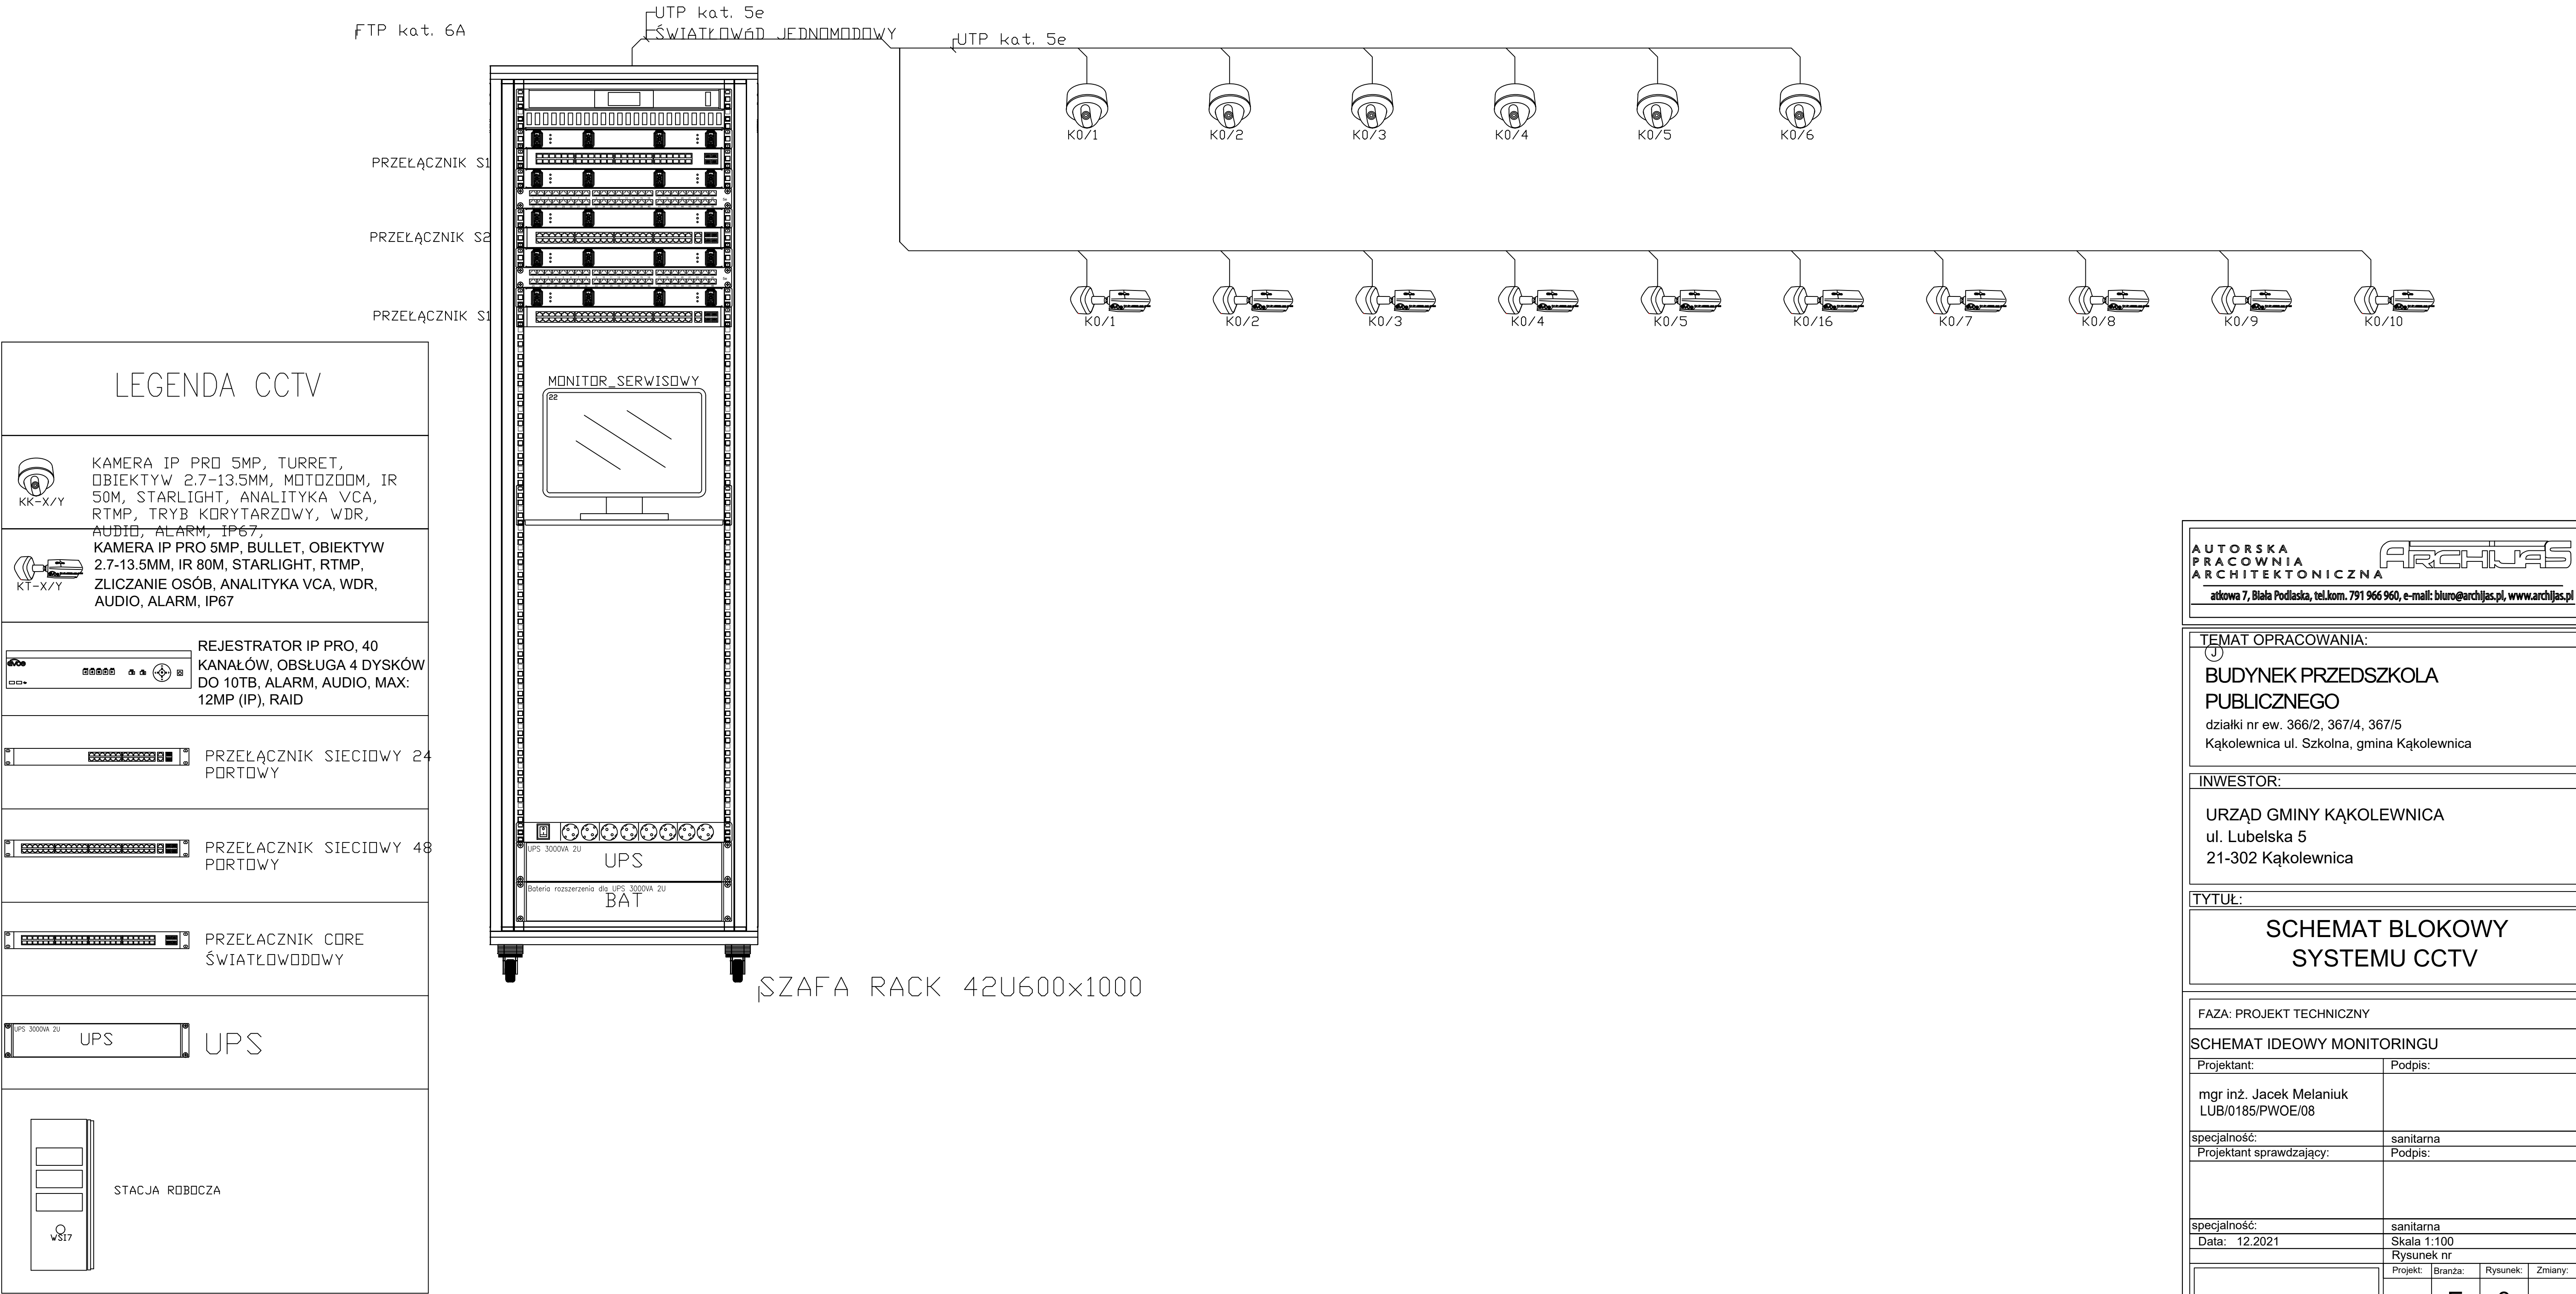 FTP kat. 6A
UTP kat. 5e
ŚWIATŁOWóD JEDNOMODOWY
UTP kat. 5e
K0/1
K0/2
K0/3
K0/4
K0/5
K0/6
PRZEŁĄCZNIK S1
PRZEŁĄCZNIK S2
PRZEŁĄCZNIK S1
K0/1
K0/2
K0/3
K0/4
K0/5
K0/16
K0/7
K0/8
K0/9
K0/10
MONITOR_SERWISOWY
22
UPS 3000VA 2U
UPS
Bateria rozszerzenia dla UPS 3000VA 2U
BAT
SZAFA RACK 42U600x1000
LEGENDA CCTV
KK-X/Y
KAMERA IP PRO 5MP, TURRET,
OBIEKTYW 2.7-13.5MM, MOTOZOOM, IR
50M, STARLIGHT, ANALITYKA VCA,
RTMP, TRYB KORYTARZOWY, WDR,
AUDIO, ALARM, IP67,
KT-X/Y
KAMERA IP PRO 5MP, BULLET, OBIEKTYW
2.7-13.5MM, IR 80M, STARLIGHT, RTMP,
ZLICZANIE OSÓB, ANALITYKA VCA, WDR,
AUDIO, ALARM, IP67
REJESTRATOR IP PRO, 40
KANAŁÓW, OBSŁUGA 4 DYSKÓW
DO 10TB, ALARM, AUDIO, MAX:
12MP (IP), RAID
PRZEŁĄCZNIK SIECIOWY 24
PORTOWY
PRZEŁACZNIK SIECIOWY 48
PORTOWY
PRZEŁACZNIK CORE
ŚWIATŁOWODOWY
UPS 3000VA 2U
UPS
UPS
STACJA ROBOCZA
WSI7
AUTORSKA
PRACOWNIA
ARCHITEKTONICZNA
ARCHIJAS
atkowa 7, Biała Podlaska, tel.kom. 791 966 960, e-mail: biuro@archijas.pl, www.archijas.pl
TEMAT OPRACOWANIA:
J
BUDYNEK PRZEDSZKOLA
PUBLICZNEGO
działki nr ew. 366/2, 367/4, 367/5
Kąkolewnica ul. Szkolna, gmina Kąkolewnica
INWESTOR:
URZĄD GMINY KĄKOLEWNICA
ul. Lubelska 5
21-302 Kąkolewnica
TYTUŁ:
SCHEMAT BLOKOWY
SYSTEMU CCTV
FAZA: PROJEKT TECHNICZNY
SCHEMAT IDEOWY MONITORINGU
Projektant:
Podpis:
mgr inż. Jacek Melaniuk
LUB/0185/PWOE/08
specjalność:
sanitarna
Projektant sprawdzający:
Podpis:
specjalność:
sanitarna
Data: 12.2021
Skala 1:100
Rysunek nr
Projekt:
Branża:
Rysunek:
Zmiany: